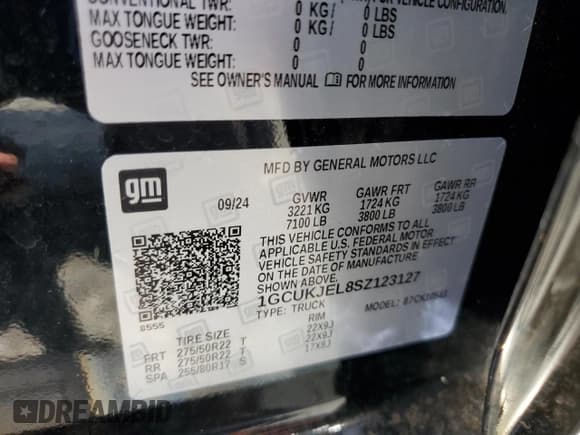 CONVENTIONAL TWR: 0 KG / 0 LBS
MAX TONGUE WEIGHT: 0 KG / 0 LBS
GOOSENECK TWR: 0 0
MAX TONGUE WEIGHT: 0 0
SEE OWNER'S MANUAL FOR MORE INFORMATION
MFD BY GENERAL MOTORS LLC
gm
09/24
GVWR GAWR FRT GAWR RR
3221 KG 1724 KG 1724 KG
7100 LB 3800 LB 3800 LB
THIS VEHICLE CONFORMS TO ALL
APPLICABLE U.S. FEDERAL MOTOR
VEHICLE SAFETY
THE DATE OF MANUFACTURE
SHOWN ABOVE.
1GCUKJEL8SZ123127
TYPE: TRUCK MODEL:
8555
TIRE SIZE RIM
FRT 275/50R22 T 22X9J
RR 275/50R22 T 22X9J
SPA 255/80R17 S 17X8J
DREAMBID